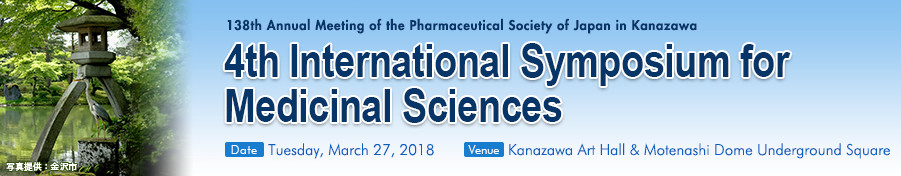 138th Annual Meeting of the Pharmaceutical Society of Japan in Kanazawa
4th International Symposium for
Medicinal Sciences
Date Tuesday, March 27, 2018 Venue Kanazawa Art Hall & Motenashi Dome Underground Square
写真提供：金沢市